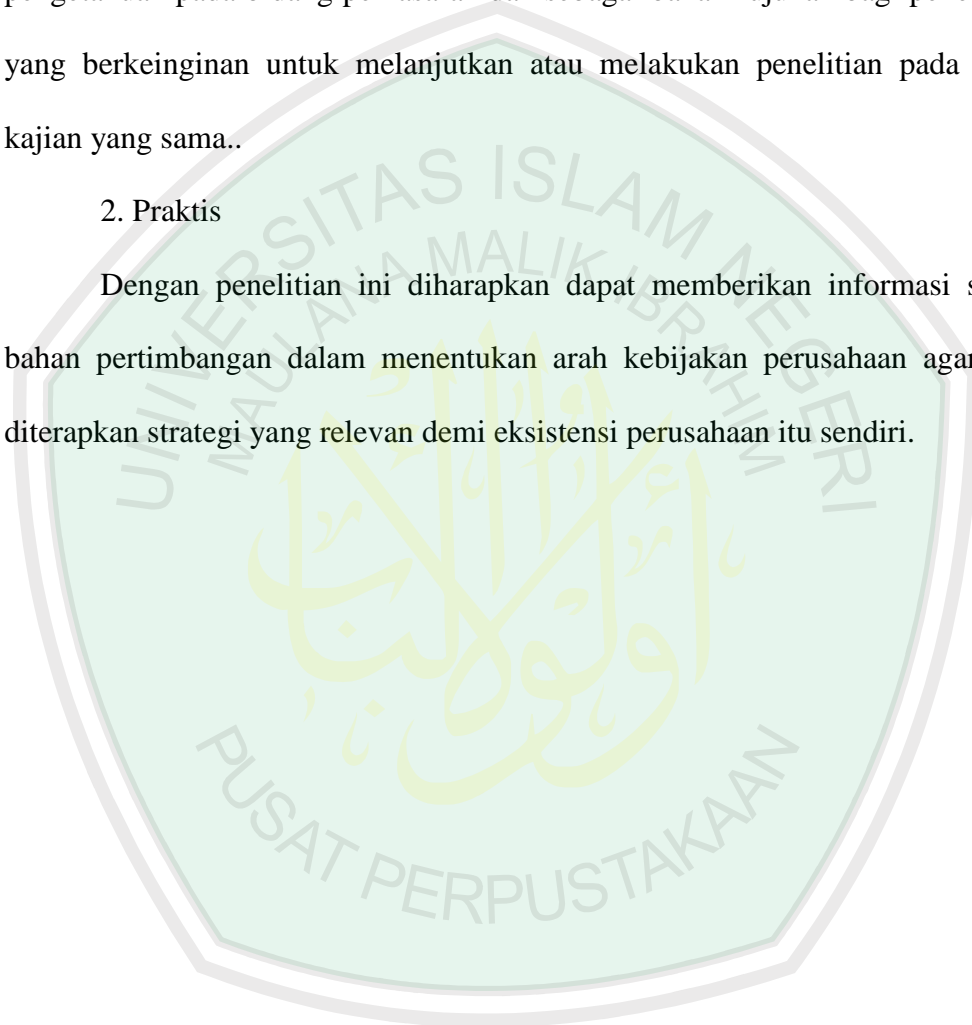 yang berkeinginan untuk melanjutkan atau melakukan penelitian pada
kajian yang sama..
2. Praktis
Dengan penelitian ini diharapkan dapat memberikan informasi
bahan pertimbangan dalam menentukan arah kebijakan perusahaan agar
diterapkan strategi yang relevan demi eksistensi perusahaan itu sendiri.
UNIVERSITAS ISLAM NEGERI
MAULANA MALIK IBRAHIM
PUSAT PERPUSTAKAAN